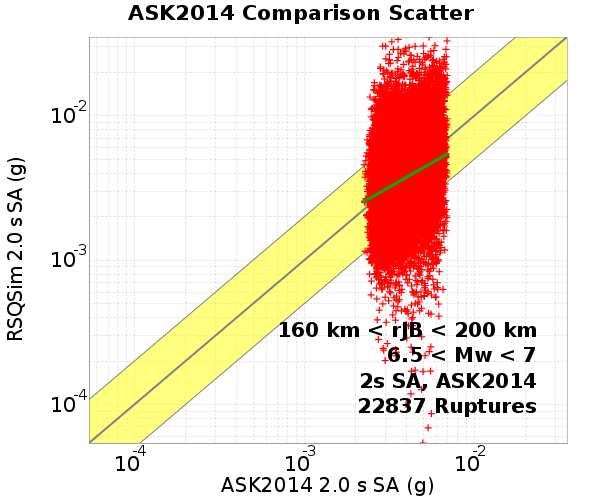 ASK2014 Comparison Scatter
RSQSim 2.0 s SA (g)
10-2
10-3
10-4
160 km < rJB < 200 km
6.5 < Mw < 7
2s SA, ASK2014
22837 Ruptures
10-4 10-3 10-2
ASK2014 2.0 s SA (g)